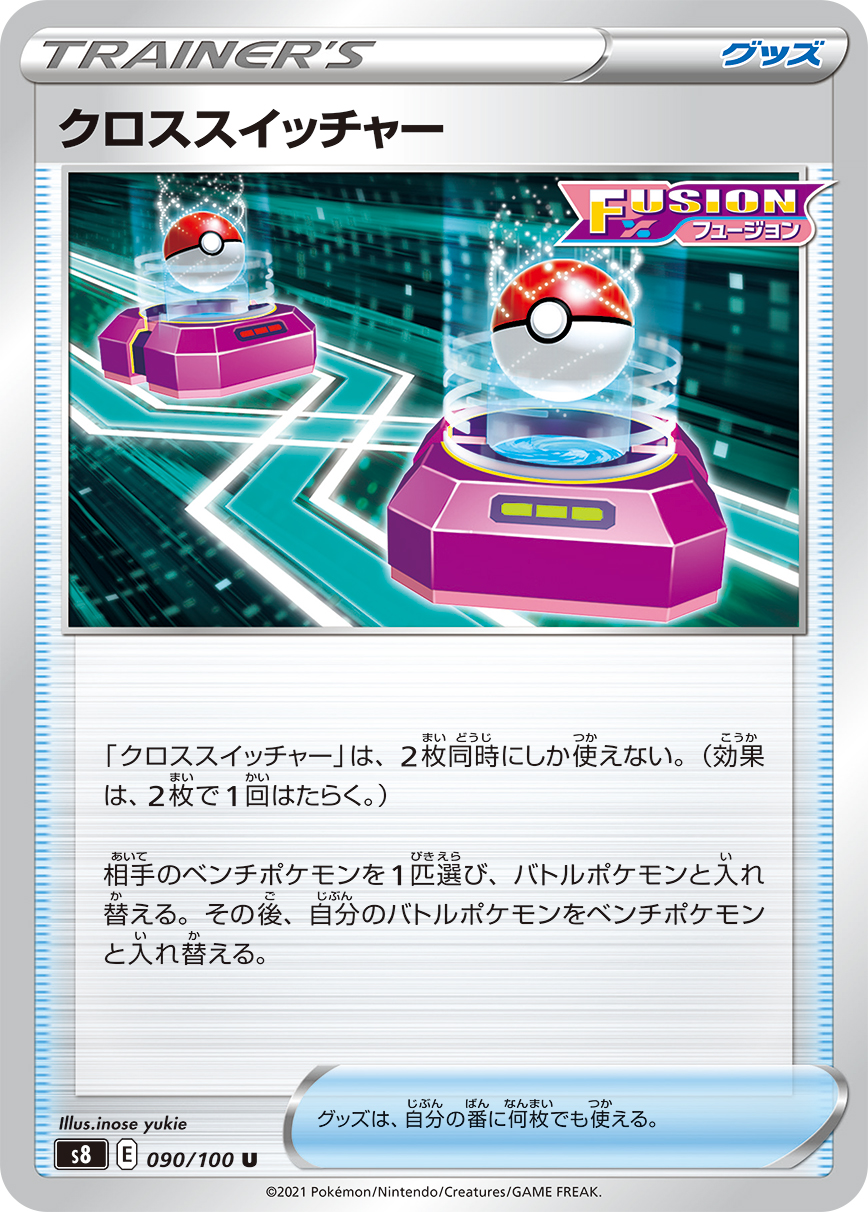 TRAINER'S
グッズ
クロススイッチャー
FUSION
フュージョン
「クロススイッチャー」は、2枚同時にしか使えない。（効果
は、2枚で1回はたらく。）
相手のベンチポケモンを1匹選び、バトルポケモンと入れ
替える。その後、自分のバトルポケモンをベンチポケモン
と入れ替える。
グッズは、自分の番に何枚でも使える。
Illus.inose yukie
s8 E 090/100 U
©2021 Pokémon/Nintendo/Creatures/GAME FREAK.